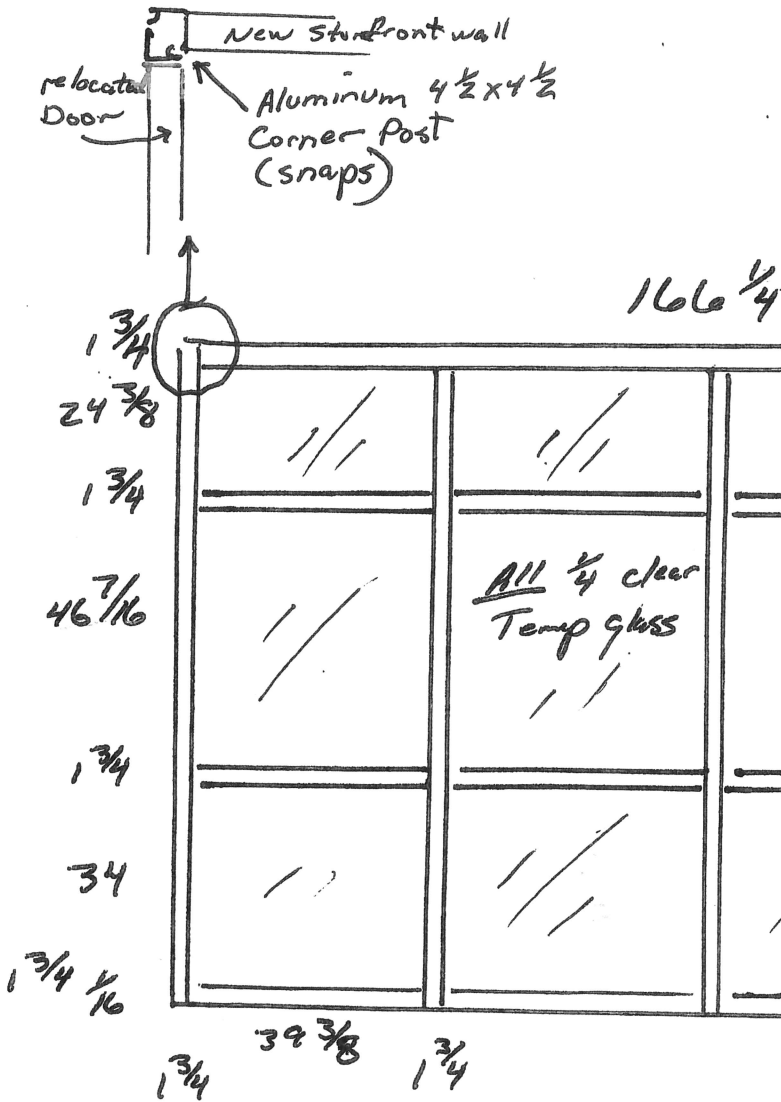 New Storefront wall
relocated
Door
Aluminum 4 1/2 x 4 1/2
Corner Post
(snaps)
166 1/4
1 3/4
24 3/8
1 3/4
46 7/16
All 1/4 clear
Temp glass
1 3/4
34
1 3/4 1/16
39 3/8
1 3/4
1 3/4